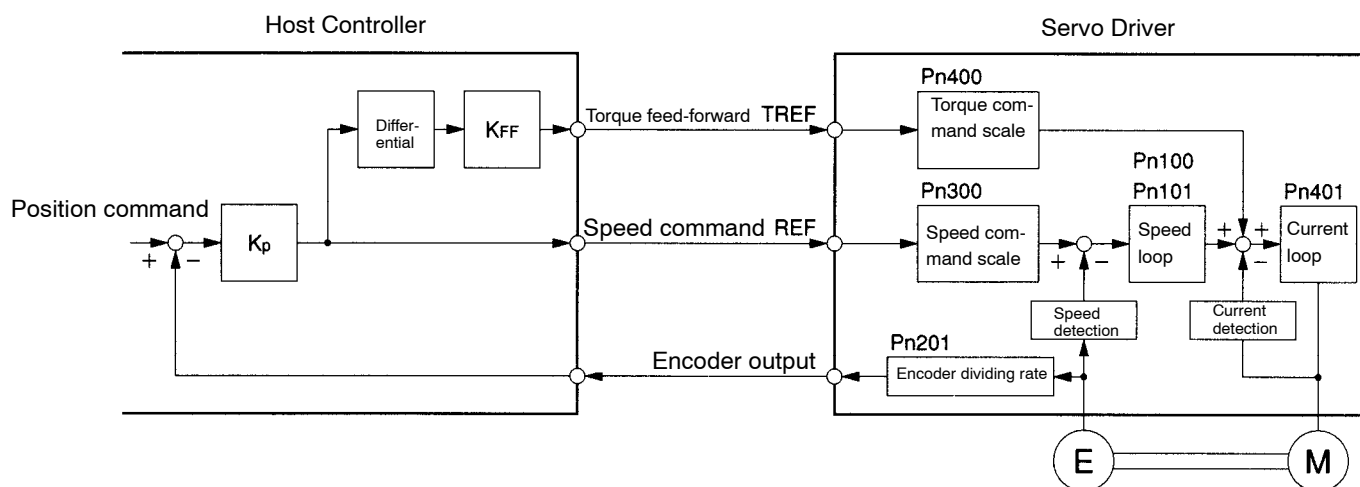 Host Controller
Servo Driver
Differ-
ential
KFF
Torque feed-forward TREF
Pn400
Torque com-
mand scale
Position command
+
−
Kp
Speed command REF
Pn300
Speed com-
mand scale
+
−
Pn100
Pn101
Speed
loop
+
+
−
Pn401
Current
loop
Speed
detection
Current
detection
Encoder output
Pn201
Encoder dividing rate
E
M